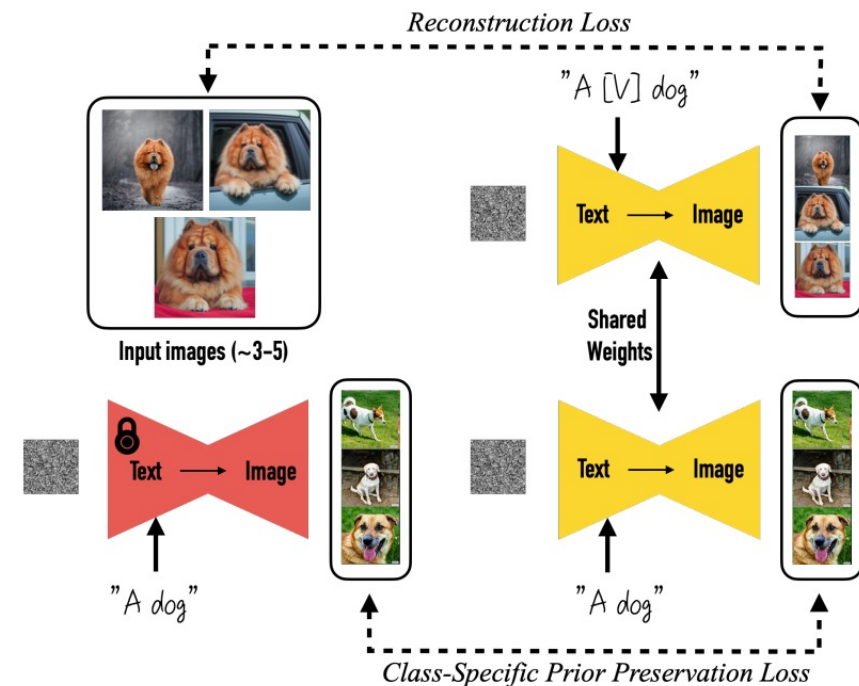 Reconstruction Loss
"A [V] dog"
Text → Image
Input images (~3-5)
Shared
Weights
Text → Image
Text → Image
"A dog"
"A dog"
Class-Specific Prior Preservation Loss